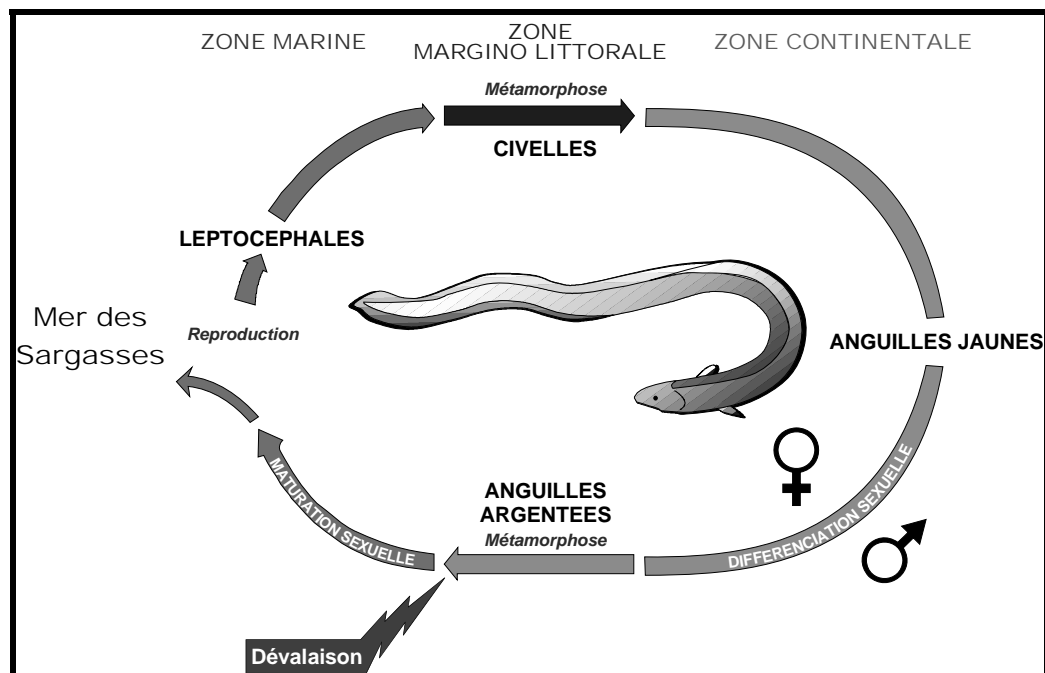 ZONE MARINE
ZONE
MARGINO LITTORALE
ZONE CONTINENTALE
Métamorphose
CIVELLES
LEPTOCEPHALES
Mer des
Sargasses
Reproduction
ANGUILLES JAUNES
MATURATION SEXUELLE
ANGUILLES
ARGENTEES
Métamorphose
DIFFERENCIATION SEXUELLE
Dévalaison